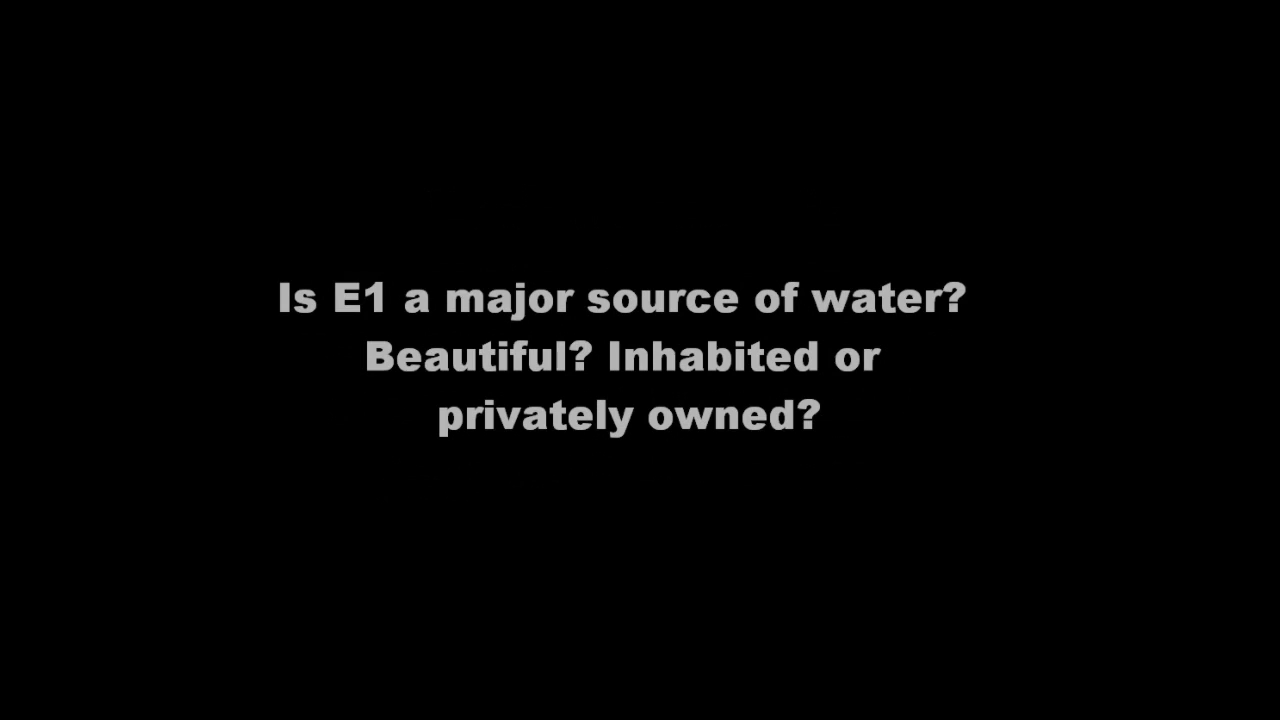 Is E1 a major source of water?
Beautiful? Inhabited or
privately owned?